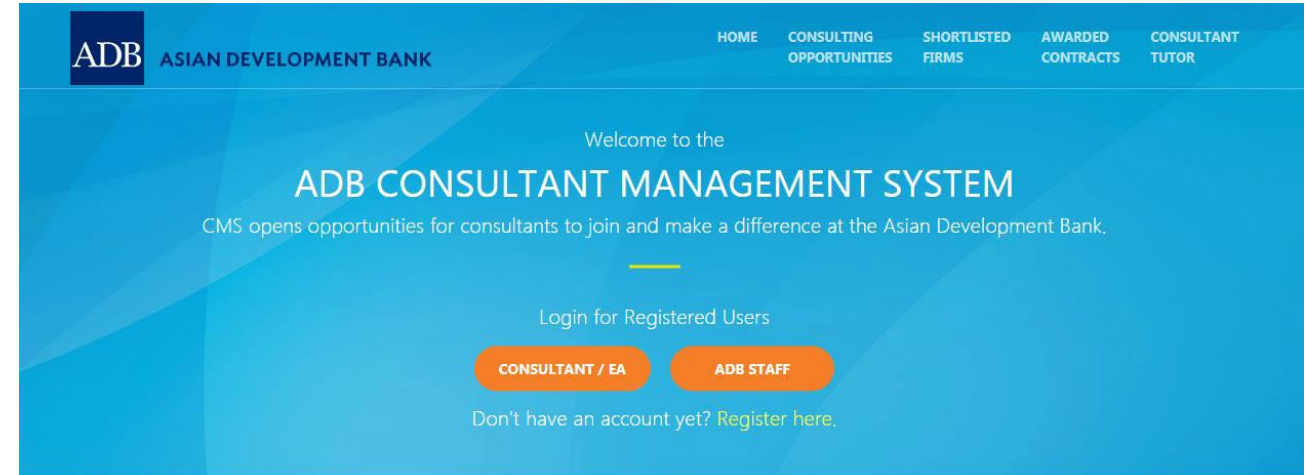 ADB ASIAN DEVELOPMENT BANK
HOME
CONSULTING
OPPORTUNITIES
SHORTLISTED
FIRMS
AWARDED
CONTRACTS
CONSULTANT
TUTOR
Welcome to the
ADB CONSULTANT MANAGEMENT SYSTEM
CMS opens opportunities for consultants to join and make a difference at the Asian Development Bank.
Login for Registered Users
CONSULTANT / EA
ADB STAFF
Don't have an account yet? Register here.